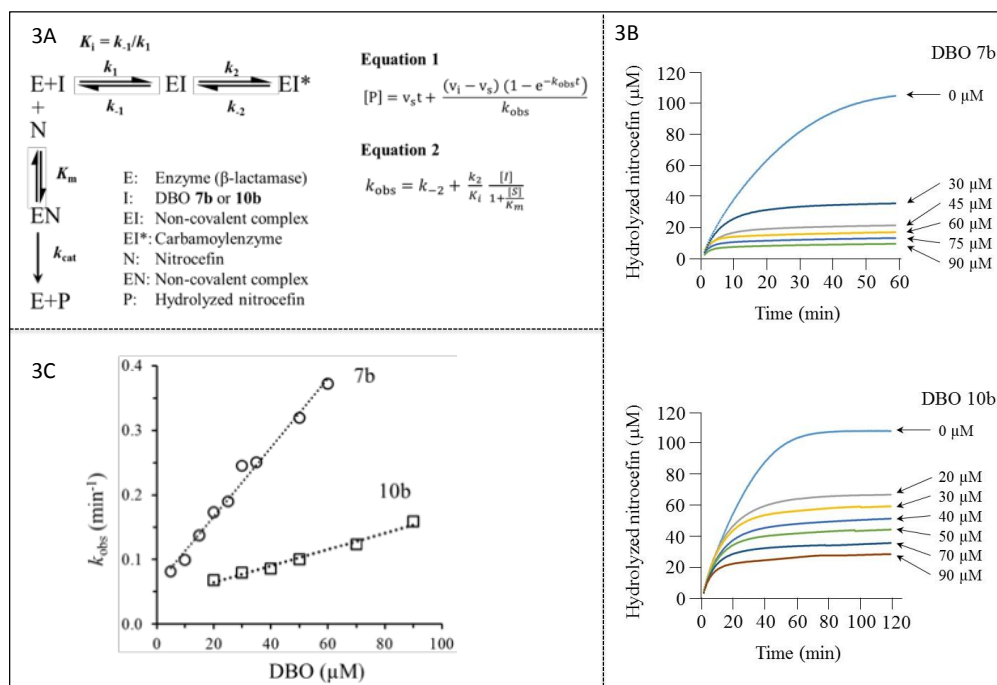 3A
K_i = k_-1/k_1
k_1 k_2
E+I EI EI*
k_-1 k_-2
+
N
K_m
EN
k_cat
E+P
E: Enzyme (β-lactamase)
I: DBO 7b or 10b
EI: Non-covalent complex
EI*: Carbamoylenzyme
N: Nitrocefin
EN: Non-covalent complex
P: Hydrolyzed nitrocefin
Equation 1
[P] = v_s t + (v_i − v_s) (1 − e^−k_obs t) / k_obs
Equation 2
k_obs = k_−2 + k_2 / K_i [I] / 1+ [S] / K_m
3B
DBO 7b
Hydrolyzed nitrocefin (µM)
120
100
80
60
40
20
0
0 10 20 30 40 50 60
Time (min)
0 µM
30 µM
45 µM
60 µM
75 µM
90 µM
DBO 10b
Hydrolyzed nitrocefin (µM)
120
100
80
60
40
20
0
0 20 40 60 80 100 120
Time (min)
0 µM
20 µM
30 µM
40 µM
50 µM
70 µM
90 µM
3C
k_obs (min⁻¹)
0.4
0.3
0.2
0.1
0.0
0 20 40 60 80 100
DBO (µM)
7b
10b